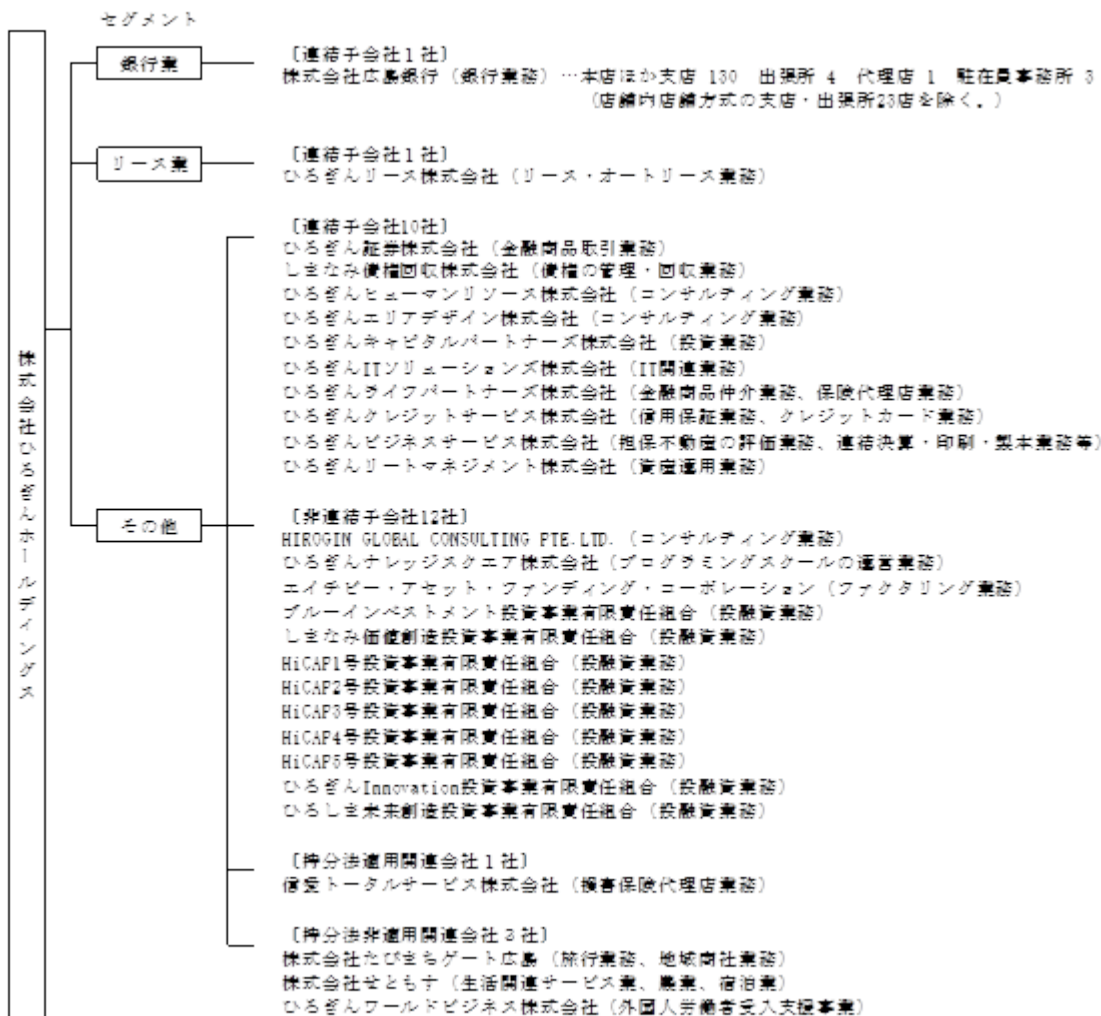 セグメント
銀行業
〔連結子会社1社〕
株式会社広島銀行(銀行業務)…本店ほか支店 130 出張所 4 代理店 1 駐在員事務所 3
(店舗内店舗方式の支店・出張所23店を除く。)
リース業
〔連結子会社1社〕
ひろぎんリース株式会社(リース・オートリース業務)
〔連結子会社10社〕
ひろぎん証券株式会社(金融商品取引業務)
しまなみ債権回収株式会社(債権の管理・回収業務)
ひろぎんヒューマンリソース株式会社(コンサルティング業務)
ひろぎんエリアデザイン株式会社(コンサルティング業務)
ひろぎんキャピタルパートナーズ株式会社(投資業務)
ひろぎんITソリューションズ株式会社(IT関連業務)
ひろぎんライフパートナーズ株式会社(金融商品仲介業務、保険代理店業務)
ひろぎんクレジットサービス株式会社(信用保証業務、クレジットカード業務)
ひろぎんビジネスサービス株式会社(担保不動産の評価業務、連結決算・印刷・製本業務等)
ひろぎんリートマネジメント株式会社(資産運用業務)
株式会社ひろぎんホールディングス
その他
〔非連結子会社12社〕
HIROGIN GLOBAL CONSULTING PTE.LTD.(コンサルティング業務)
ひろぎんナレッジスクエア株式会社(プログラミングスクールの運営業務)
エイチビー・アセット・ファンディング・コーポレーション(ファクタリング業務)
ブルーインベストメント投資事業有限責任組合(投融資業務)
しまなみ価値創造投資事業有限責任組合(投融資業務)
HiCAP1号投資事業有限責任組合(投融資業務)
HiCAP2号投資事業有限責任組合(投融資業務)
HiCAP3号投資事業有限責任組合(投融資業務)
HiCAP4号投資事業有限責任組合(投融資業務)
HiCAP5号投資事業有限責任組合(投融資業務)
ひろぎんInnovation投資事業有限責任組合(投融資業務)
ひろしま未来創造投資事業有限責任組合(投融資業務)
〔持分法適用関連会社1社〕
信愛トータルサービス株式会社(損害保険代理店業務)
〔持分法非適用関連会社3社〕
株式会社たびまちゲート広島(旅行業務、地域商社業務)
株式会社せともす(生活関連サービス業、農業、宿泊業)
ひろぎんワールドビジネス株式会社(外国人労働者受入支援事業)